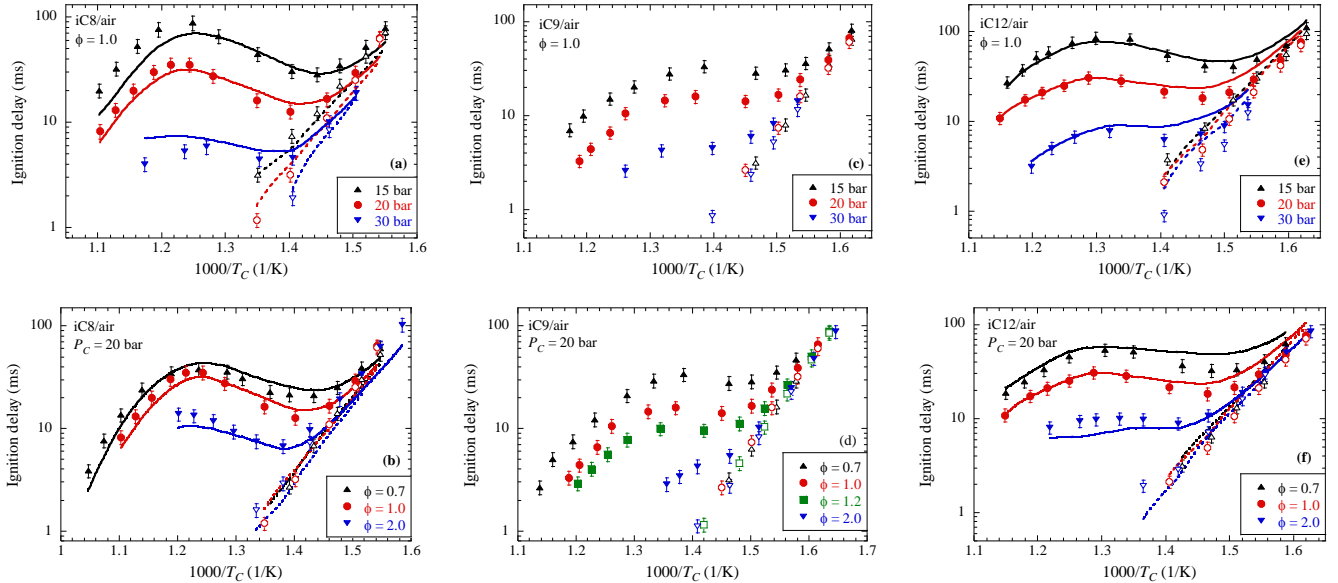 iC8/air
ϕ = 1.0
100
10
1
Ignition delay (ms)
(a)
15 bar
20 bar
30 bar
1.1
1.2
1.3
1.4
1.5
1.6
1000/T_C (1/K)
iC9/air
ϕ = 1.0
100
10
1
Ignition delay (ms)
(c)
15 bar
20 bar
30 bar
1.1
1.2
1.3
1.4
1.5
1.6
1000/T_C (1/K)
iC12/air
ϕ = 1.0
100
10
1
Ignition delay (ms)
(e)
15 bar
20 bar
30 bar
1.1
1.2
1.3
1.4
1.5
1.6
1000/T_C (1/K)
iC8/air
P_C = 20 bar
100
10
1
Ignition delay (ms)
(b)
ϕ = 0.7
ϕ = 1.0
ϕ = 2.0
1
1.1
1.2
1.3
1.4
1.5
1.6
1000/T_C (1/K)
iC9/air
P_C = 20 bar
100
10
1
Ignition delay (ms)
(d)
ϕ = 0.7
ϕ = 1.0
ϕ = 1.2
ϕ = 2.0
1.1
1.2
1.3
1.4
1.5
1.6
1.7
1000/T_C (1/K)
iC12/air
P_C = 20 bar
100
10
1
Ignition delay (ms)
(f)
ϕ = 0.7
ϕ = 1.0
ϕ = 2.0
1.1
1.2
1.3
1.4
1.5
1.6
1000/T_C (1/K)